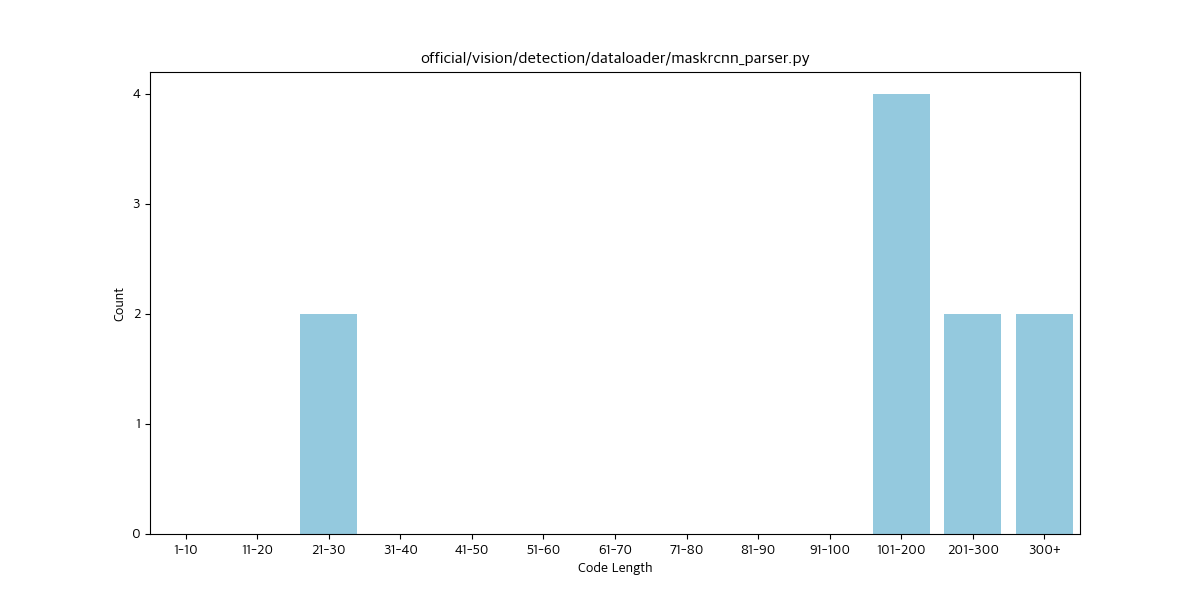 official/vision/detection/dataloader/maskrcnn_parser.py
4
3
2
1
0
Count
1-10 11-20 21-30 31-40 41-50 51-60 61-70 71-80 81-90 91-100 101-200 201-300 300+
Code Length